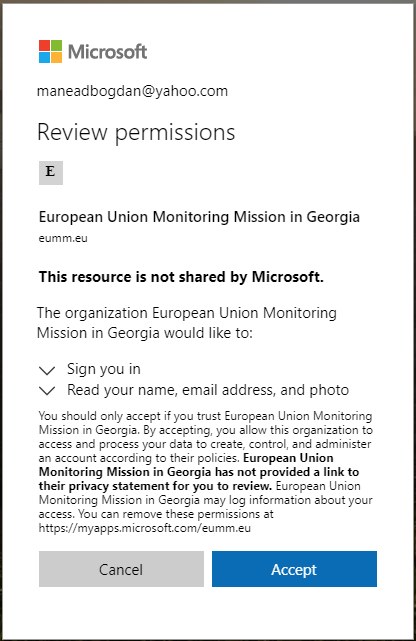 Microsoft
maneadbogdan@yahoo.com
Review permissions
E
European Union Monitoring Mission in Georgia
eumm.eu
This resource is not shared by Microsoft.
The organization European Union Monitoring
Mission in Georgia would like to:
Sign you in
Read your name, email address, and photo
You should only accept if you trust European Union Monitoring
Mission in Georgia. By accepting, you allow this organization to
access and process your data to create, control, and administer
an account according to their policies. European Union
Monitoring Mission in Georgia has not provided a link to
their privacy statement for you to review. European Union
Monitoring Mission in Georgia may log information about your
access. You can remove these permissions at
https://myapps.microsoft.com/eumm.eu
Cancel
Accept